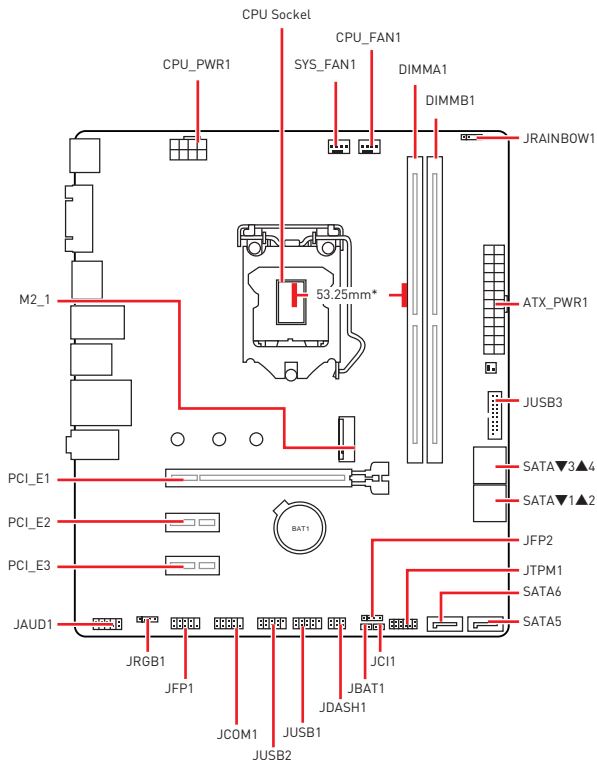 CPU Sockel
CPU_FAN1
CPU_PWR1
SYS_FAN1
DIMMA1
DIMMB1
JRAINBOW1
M2_1
53.25mm*
ATX_PWR1
JUSB3
SATA▼3▲4
PCI_E1
SATA▼1▲2
PCI_E2
BAT1
JFP2
PCI_E3
JTPM1
SATA6
JAUD1
SATA5
JRGB1
JCI1
JFP1
JBAT1
JDASH1
JCOM1
JUSB1
JUSB2